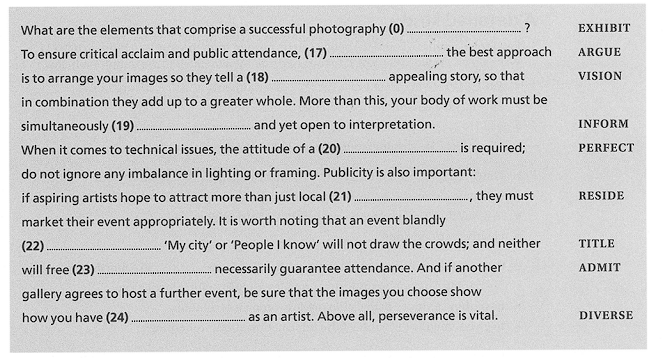 What are the elements that comprise a successful photography (0) .................................... ? EXHIBIT
To ensure critical acclaim and public attendance, (17) .................................... the best approach ARGUE
is to arrange your images so they tell a (18) .................................... appealing story, so that VISION
in combination they add up to a greater whole. More than this, your body of work must be
simultaneously (19) .................................... and yet open to interpretation. INFORM
When it comes to technical issues, the attitude of a (20) .................................... is required; PERFECT
do not ignore any imbalance in lighting or framing. Publicity is also important:
if aspiring artists hope to attract more than just local (21) .................................... , they must RESIDE
market their event appropriately. It is worth noting that an event blandly
(22) .................................... ‘My city’ or ‘People I know’ will not draw the crowds; and neither TITLE
will free (23) .................................... necessarily guarantee attendance. And if another ADMIT
gallery agrees to host a further event, be sure that the images you choose show
how you have (24) .................................... as an artist. Above all, perseverance is vital. DIVERSE